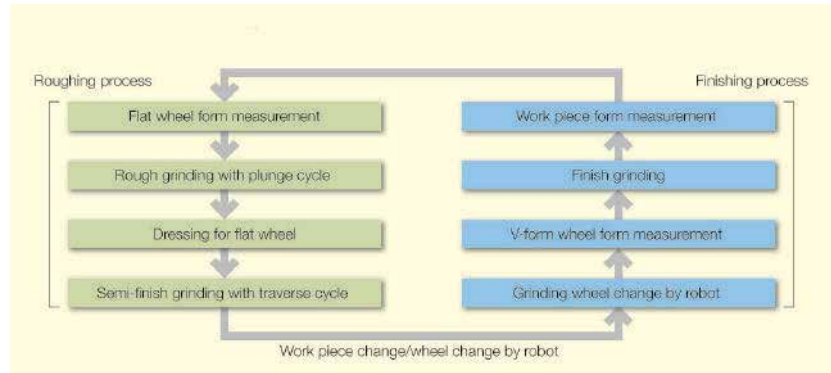 Roughing process
Flat wheel form measurement
Rough grinding with plunge cycle
Dressing for flat wheel
Semi-finish grinding with traverse cycle
Work piece change/wheel change by robot
Finishing process
Work piece form measurement
Finish grinding
V-form wheel form measurement
Grinding wheel change by robot